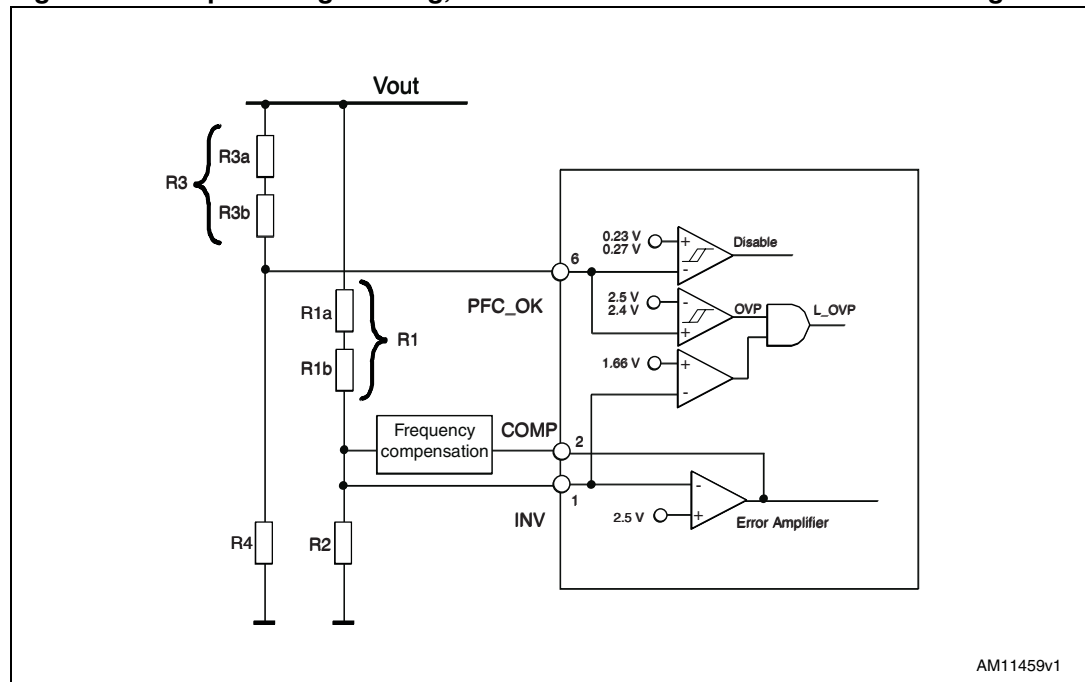 Vout
R3a
R3
R3b
0.23 V
0.27 V
Disable
6
PFC_OK
2.5 V
2.4 V
OVP
L_OVP
R1a
R1
R1b
1.66 V
Frequency
compensation
COMP
2
1
INV
2.5 V
Error Amplifier
R4
R2
+
-
-
+
+
-
-
+
AM11459v1